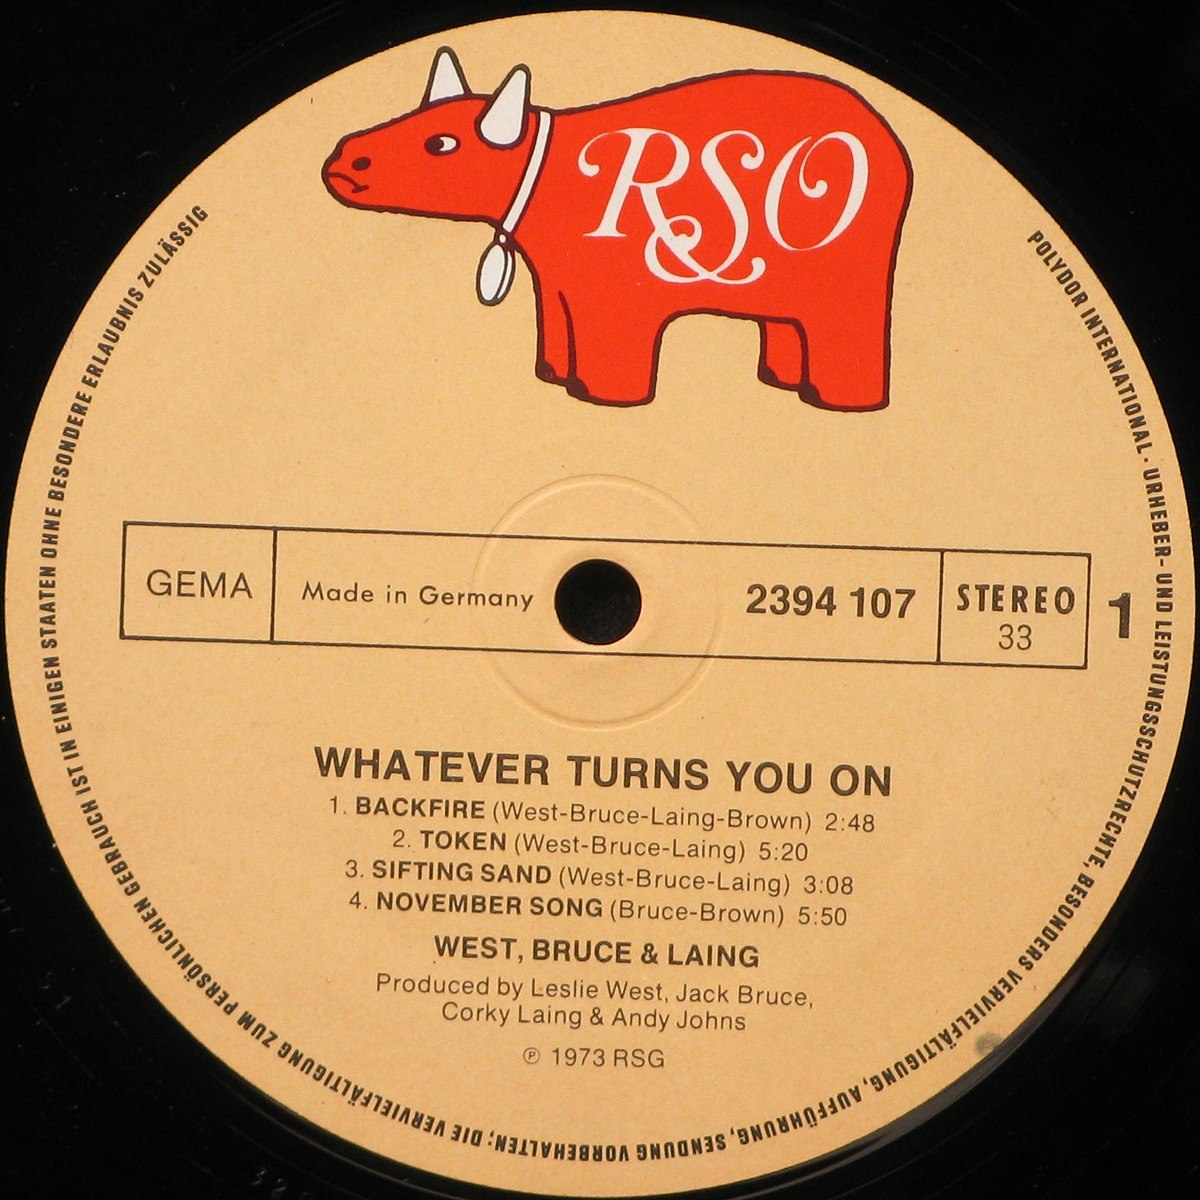 RSO
GEMA
Made in Germany
2394 107
STEREO
33
1
WHATEVER TURNS YOU ON
1. BACKFIRE (West-Bruce-Laing-Brown) 2:48
2. TOKEN (West-Bruce-Laing) 5:20
3. SIFTING SAND (West-Bruce-Laing) 3:08
4. NOVEMBER SONG (Bruce-Brown) 5:50
WEST, BRUCE & LAING
Produced by Leslie West, Jack Bruce,
Corky Laing & Andy Johns
℗ 1973 RSG
POLYDOR INTERNATIONAL · URHEBER- UND LEISTUNGSSCHUTZRECHTE, BESONDERS VERVIELFÄLTIGUNG, AUFFÜHRUNG, SENDUNG VORBEHALTEN; DIE VERVIELFÄLTIGUNG ZUM PERSÖNLICHEN GEBRAUCH IST IN EINIGEN STAATEN OHNE BESONDERE ERLAUBNIS ZULÄSSIG